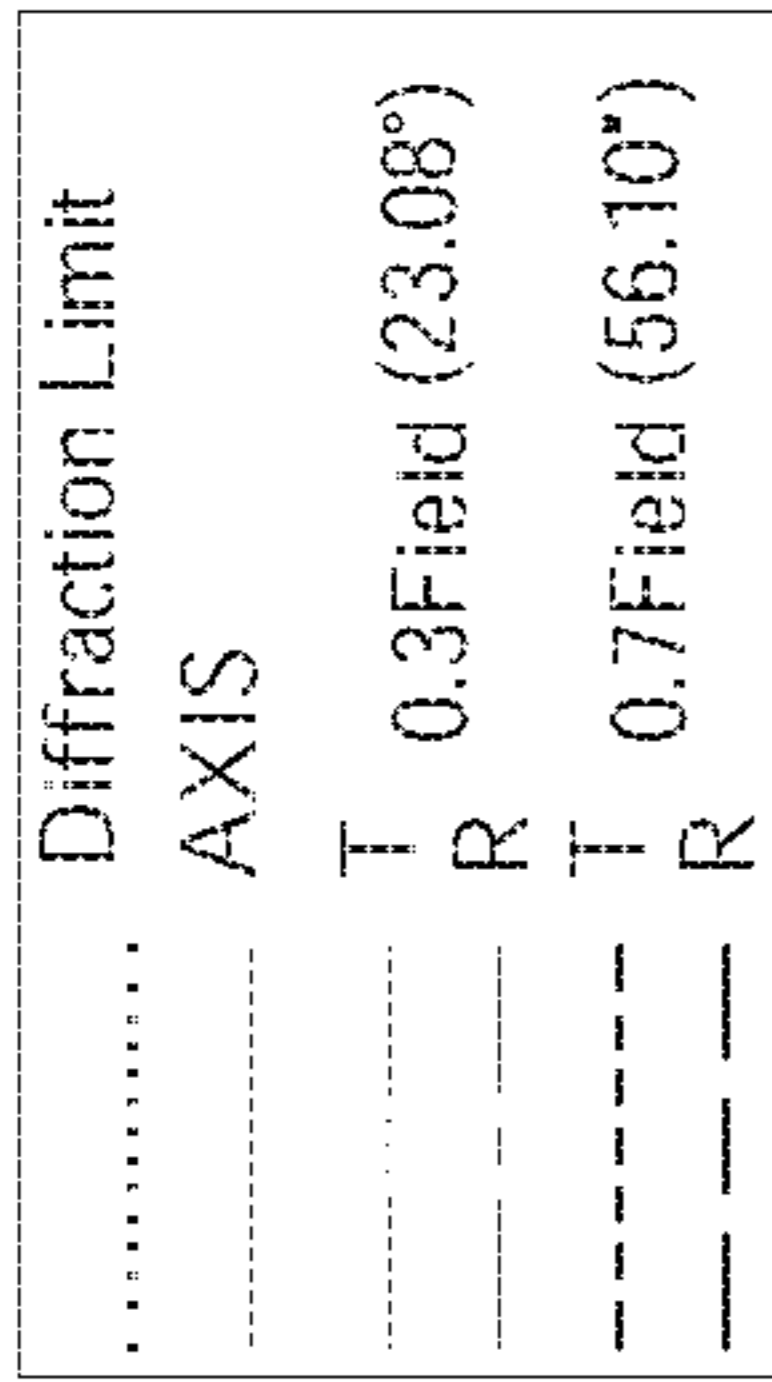 Diffraction Limit
AXIS
T
0.3Field (23.08°)
R
T
0.7Field (56.10°)
R